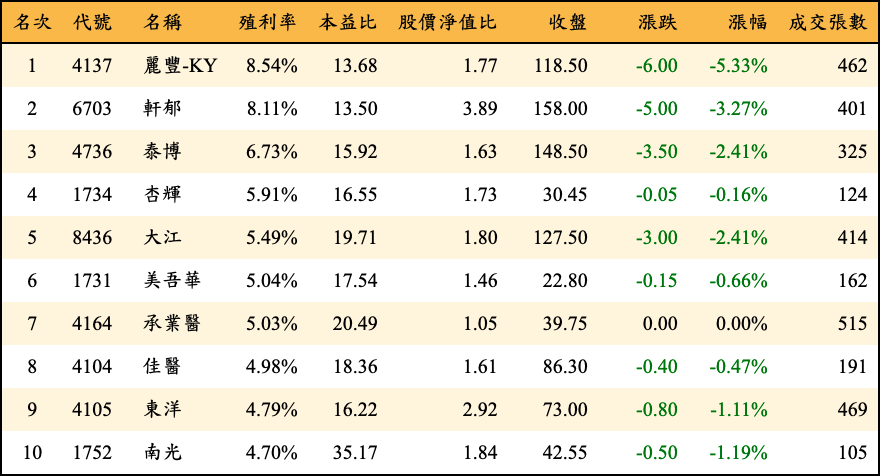 名次 代號 名稱 殖利率 本益比 股價淨值比 收盤 漲跌 漲幅 成交張數
1 4137 麗豐-KY 8.54% 13.68 1.77 118.50 -6.00 -5.33% 462
2 6703 軒郁 8.11% 13.50 3.89 158.00 -5.00 -3.27% 401
3 4736 泰博 6.73% 15.92 1.63 148.50 -3.50 -2.41% 325
4 1734 杏輝 5.91% 16.55 1.73 30.45 -0.05 -0.16% 124
5 8436 大江 5.49% 19.71 1.80 127.50 -3.00 -2.41% 414
6 1731 美吾華 5.04% 17.54 1.46 22.80 -0.15 -0.66% 162
7 4164 承業醫 5.03% 20.49 1.05 39.75 0.00 0.00% 515
8 4104 佳醫 4.98% 18.36 1.61 86.30 -0.40 -0.47% 191
9 4105 東洋 4.79% 16.22 2.92 73.00 -0.80 -1.11% 469
10 1752 南光 4.70% 35.17 1.84 42.55 -0.50 -1.19% 105